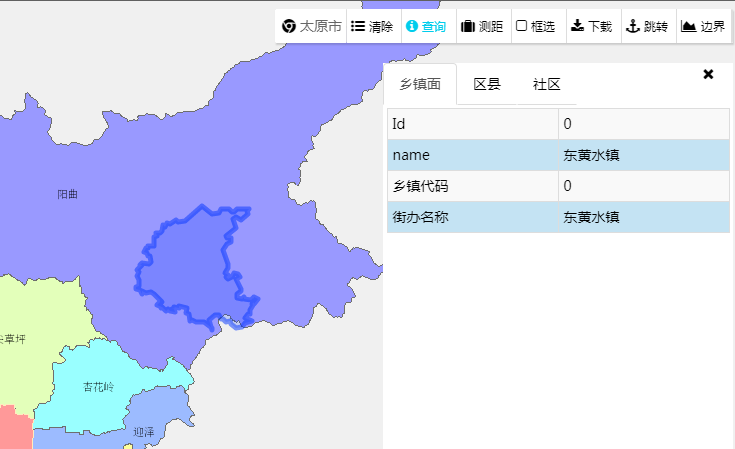 太原市 清除 查询 测距 框选 下载 跳转 边界
乡镇面 区县 社区
Id 0
name 东黄水镇
乡镇代码 0
街办名称 东黄水镇
阳曲
尖草坪
杏花岭
迎泽